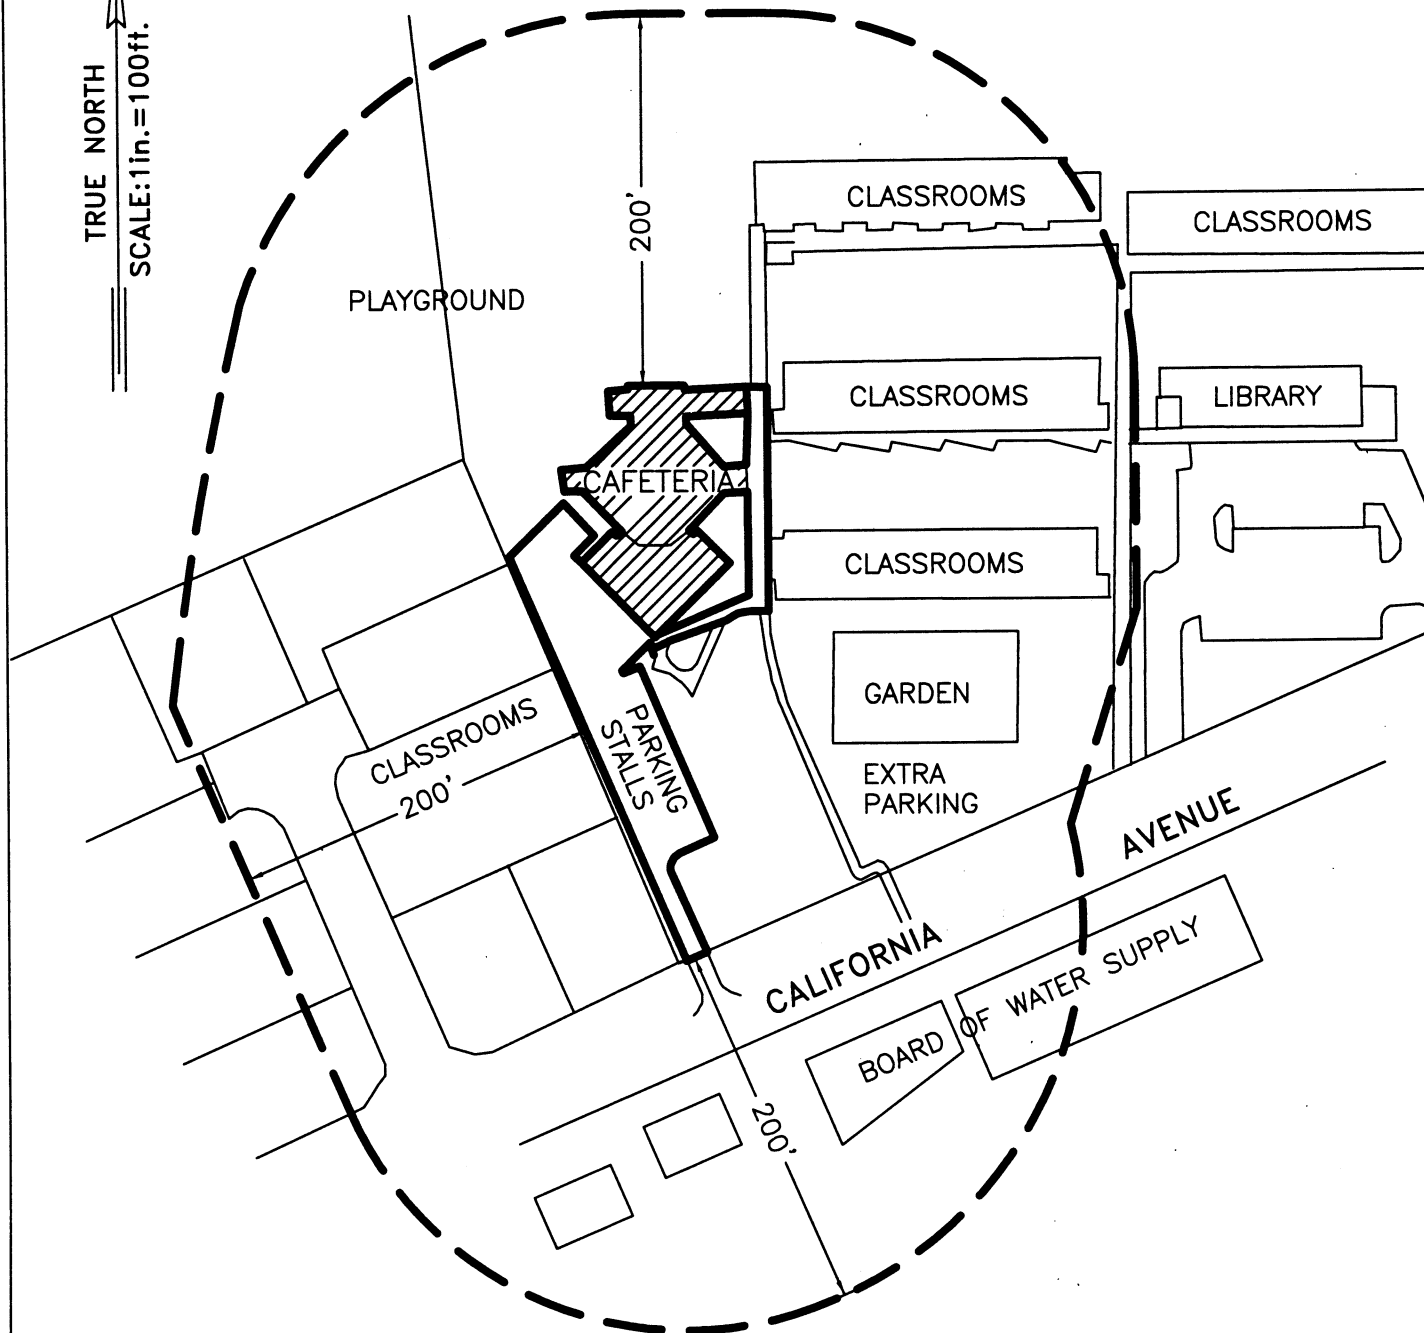 TRUE NORTH
SCALE:1in.=100ft.
200'
CLASSROOMS
CLASSROOMS
PLAYGROUND
CLASSROOMS
LIBRARY
CAFETERIA
CLASSROOMS
GARDEN
CLASSROOMS
200'
PARKING
STALLS
EXTRA
PARKING
CALIFORNIA AVENUE
BOARD OF WATER SUPPLY
200'